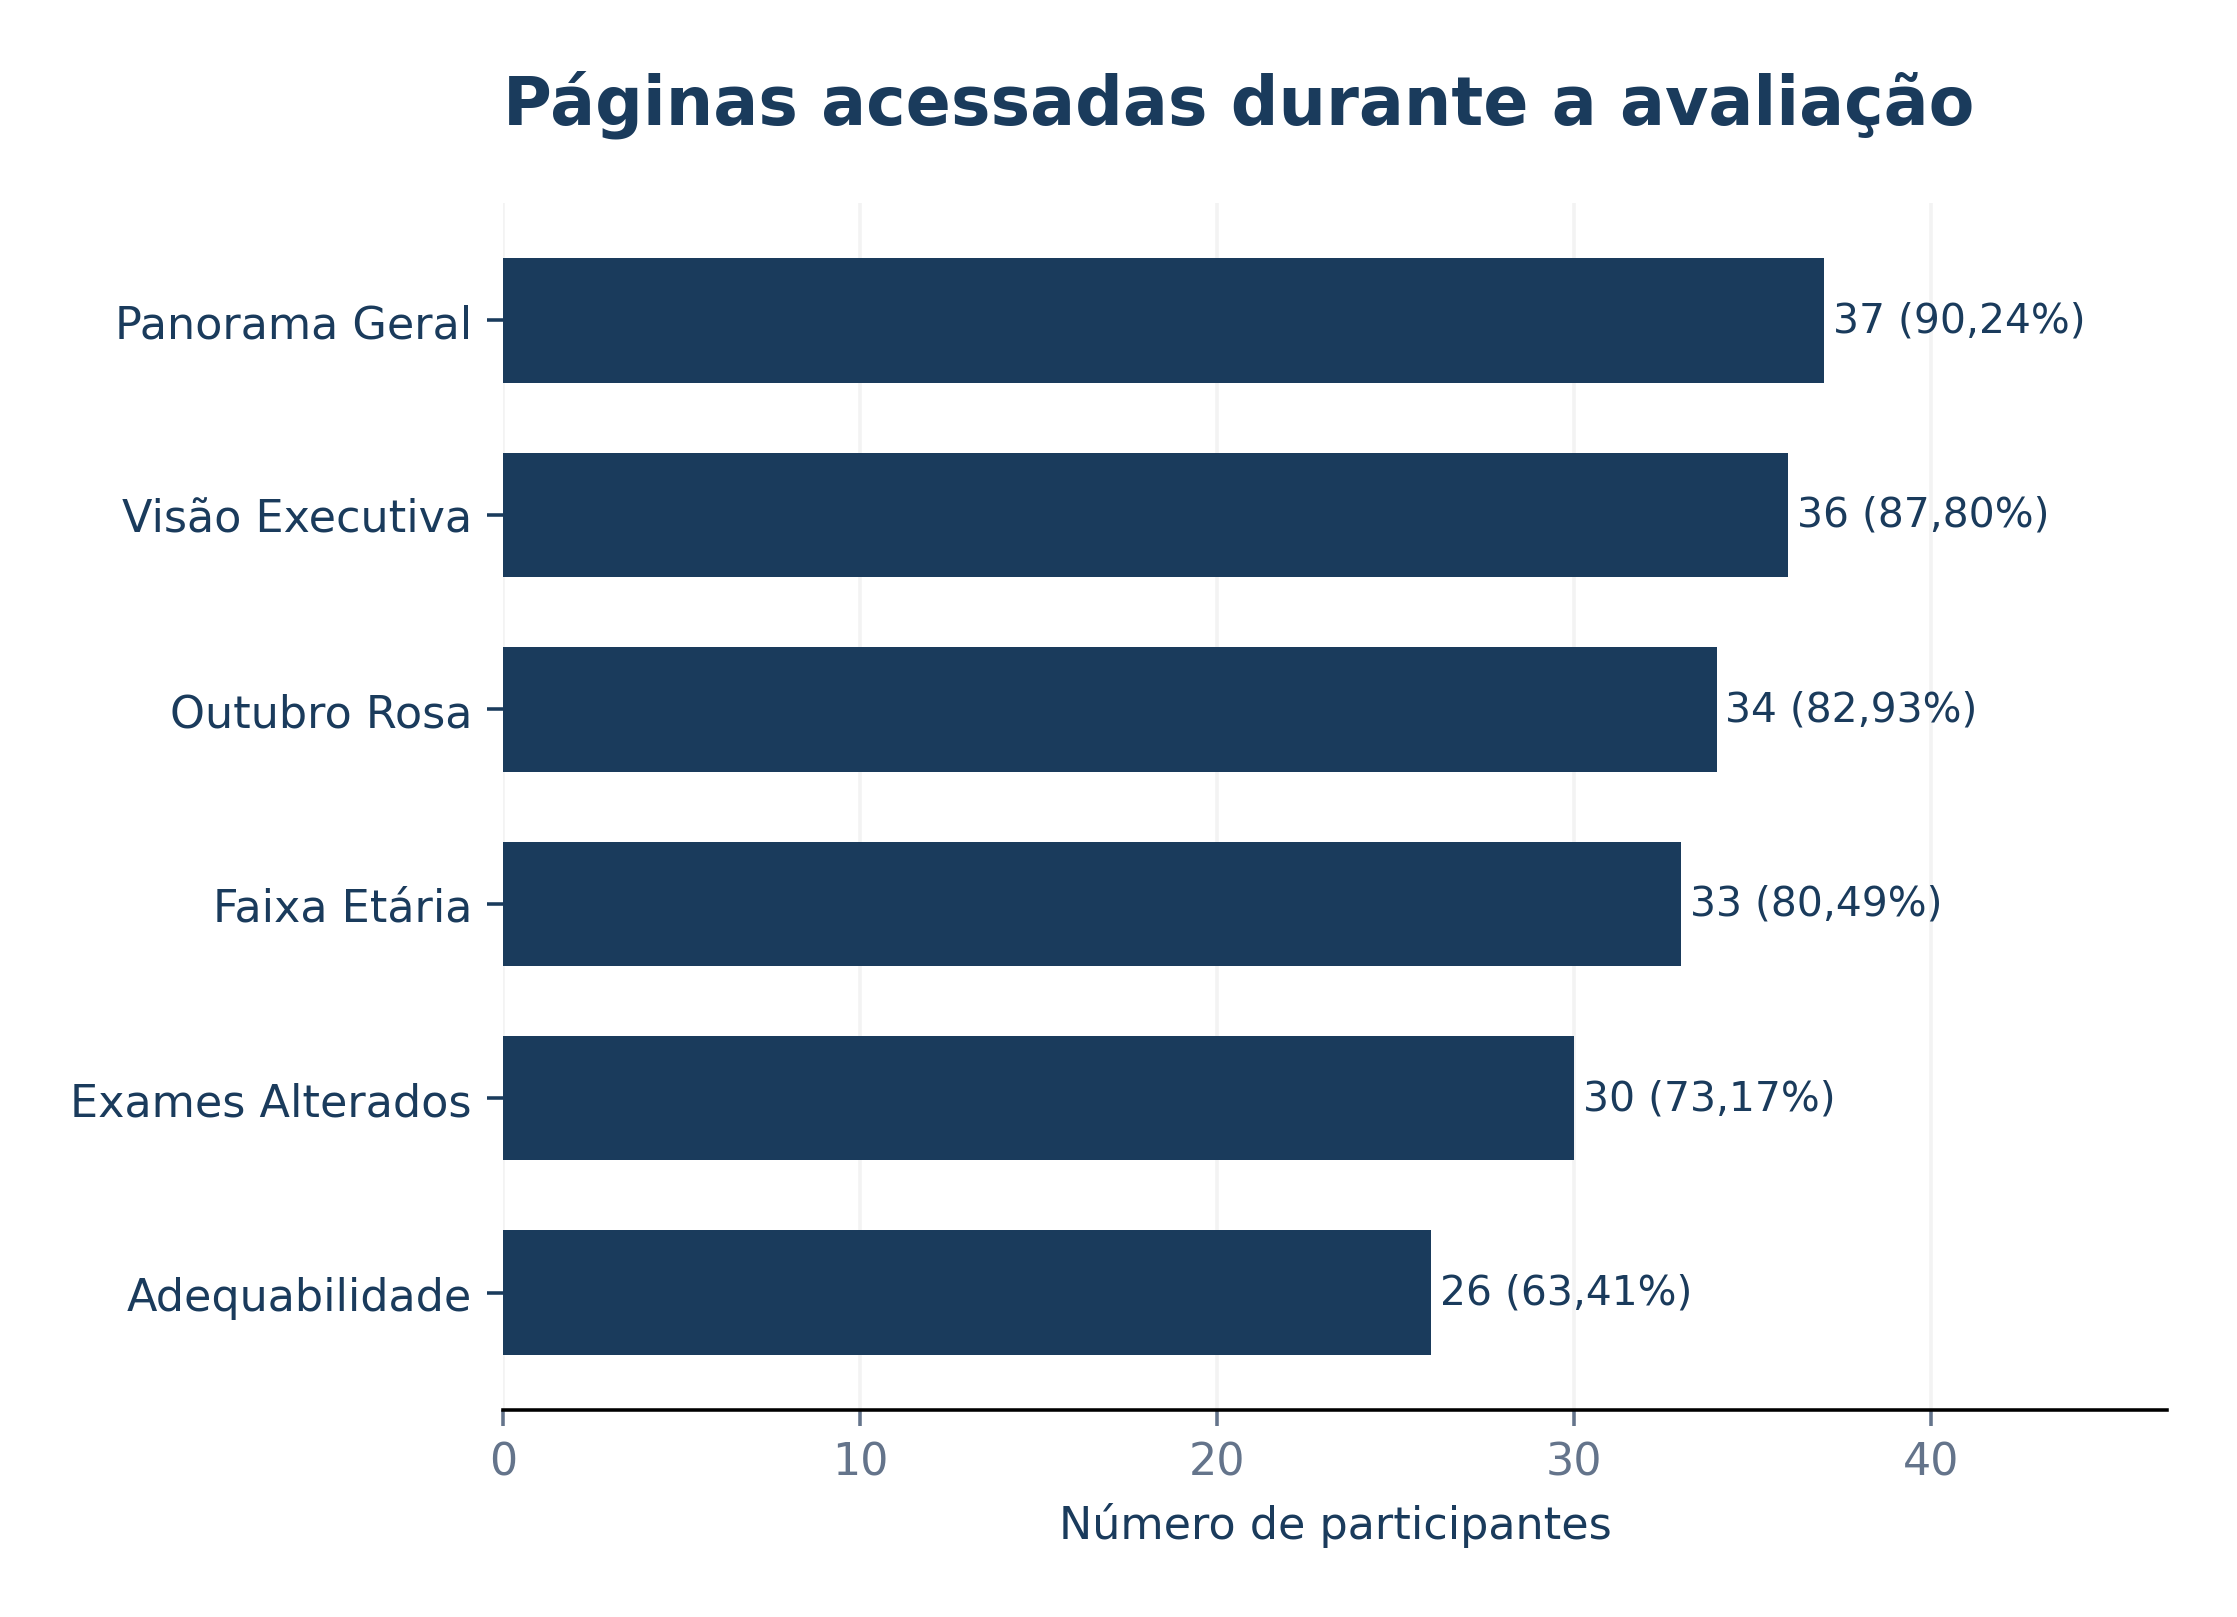 Páginas acessadas durante a avaliação
Panorama Geral 37 (90,24%)
Visão Executiva 36 (87,80%)
Outubro Rosa 34 (82,93%)
Faixa Etária 33 (80,49%)
Exames Alterados 30 (73,17%)
Adequabilidade 26 (63,41%)
0 10 20 30 40
Número de participantes